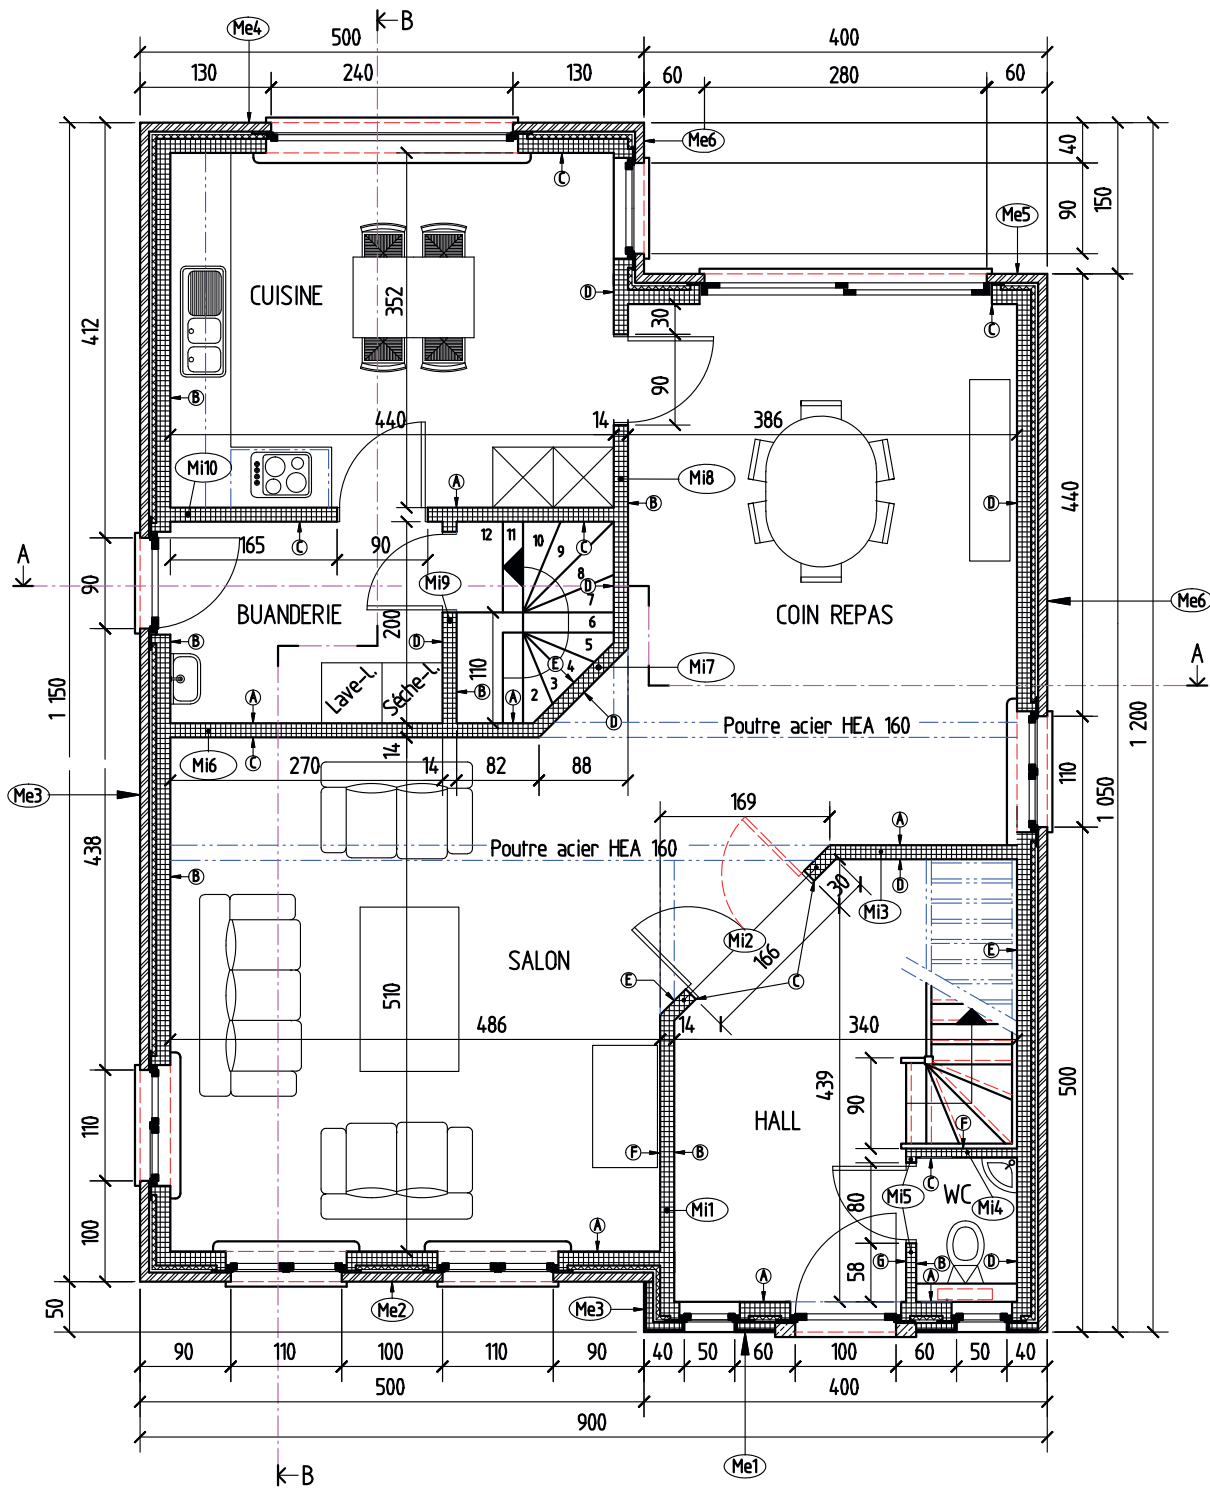 B
Me4
500
400
130
240
130
60
280
60
Me6
40
90
150
C
Me5
CUISINE
D
352
30
C
412
90
B
440
14
386
Mi10
A
Mi8
440
B
D
12
11
10
9
8
7
6
5
4
3
2
C
165
90
A
90
Mi9
D
BUANDERIE
200
COIN REPAS
Me6
B
D
110
E
Mi7
A
Lave-L.
Séche-L.
B
A
A
D
1 150
Poutre acier HEA 160
1 200
Mi6
C
14
270
14
82
88
110
1 050
Me3
169
A
438
Poutre acier HEA 160
B
D
30
Mi3
Mi2
166
E
SALON
E
C
510
486
14
340
439
90
500
HALL
F
110
F
B
C
WC
80
Mi5
Mi4
Mi1
100
A
G
B
D
58
A
A
50
Me2
Me3
90
110
100
110
90
40
50
60
100
60
50
40
500
400
900
Me1
B